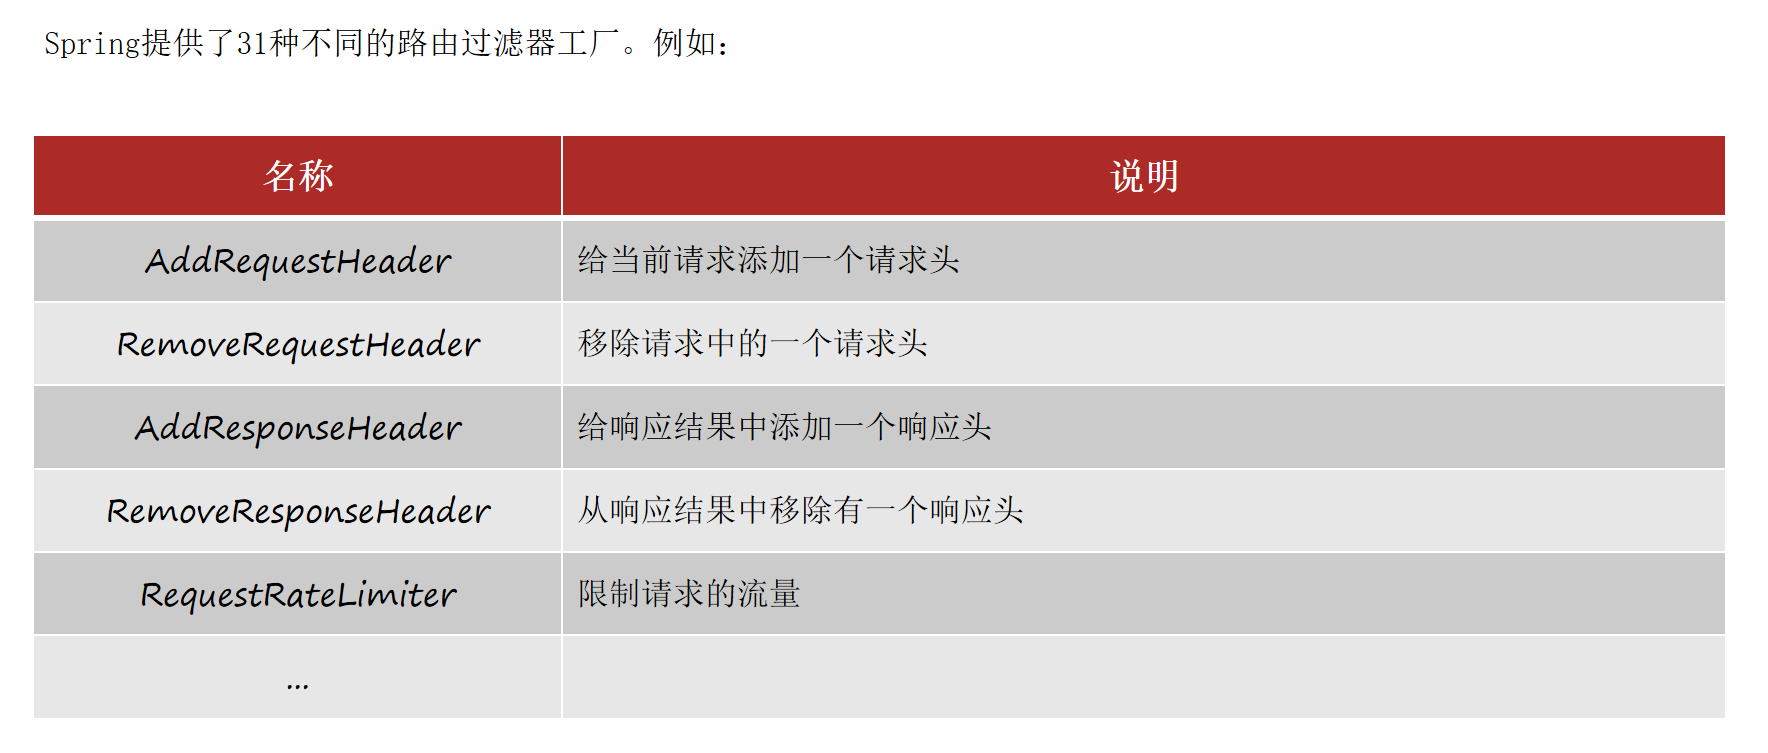 Spring提供了31种不同的路由过滤器工厂。例如：
名称 说明
AddRequestHeader 给当前请求添加一个请求头
RemoveRequestHeader 移除请求中的一个请求头
AddResponseHeader 给响应结果中添加一个响应头
RemoveResponseHeader 从响应结果中移除有一个响应头
RequestRateLimiter 限制请求的流量
...